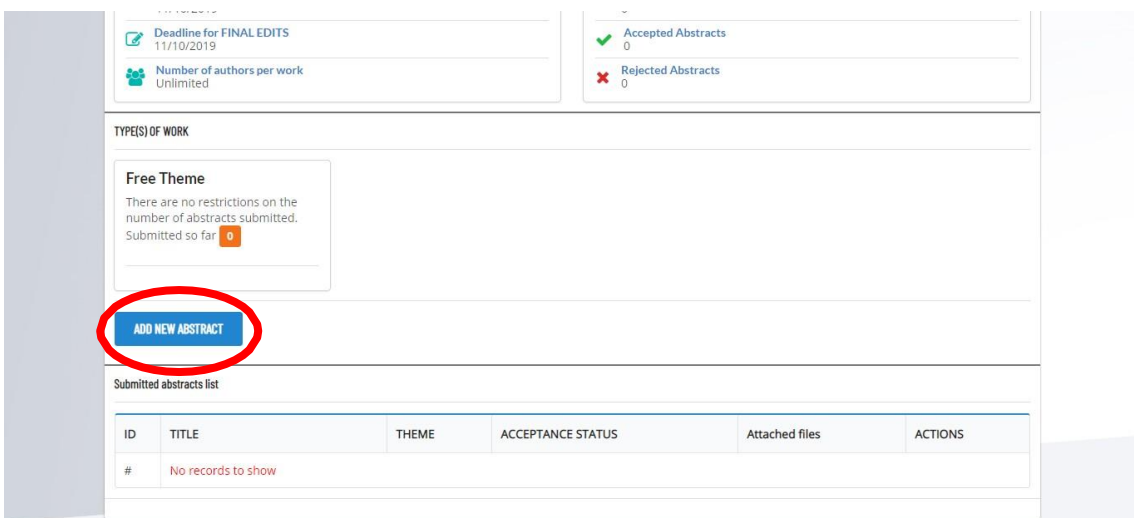 Deadline for FINAL EDITS
11/10/2019
Number of authors per work
Unlimited
Accepted Abstracts
0
Rejected Abstracts
0
TYPE(S) OF WORK
Free Theme
There are no restrictions on the
number of abstracts submitted.
Submitted so far 0
ADD NEW ABSTRACT
Submitted abstracts list
ID TITLE THEME ACCEPTANCE STATUS Attached files ACTIONS
# No records to show